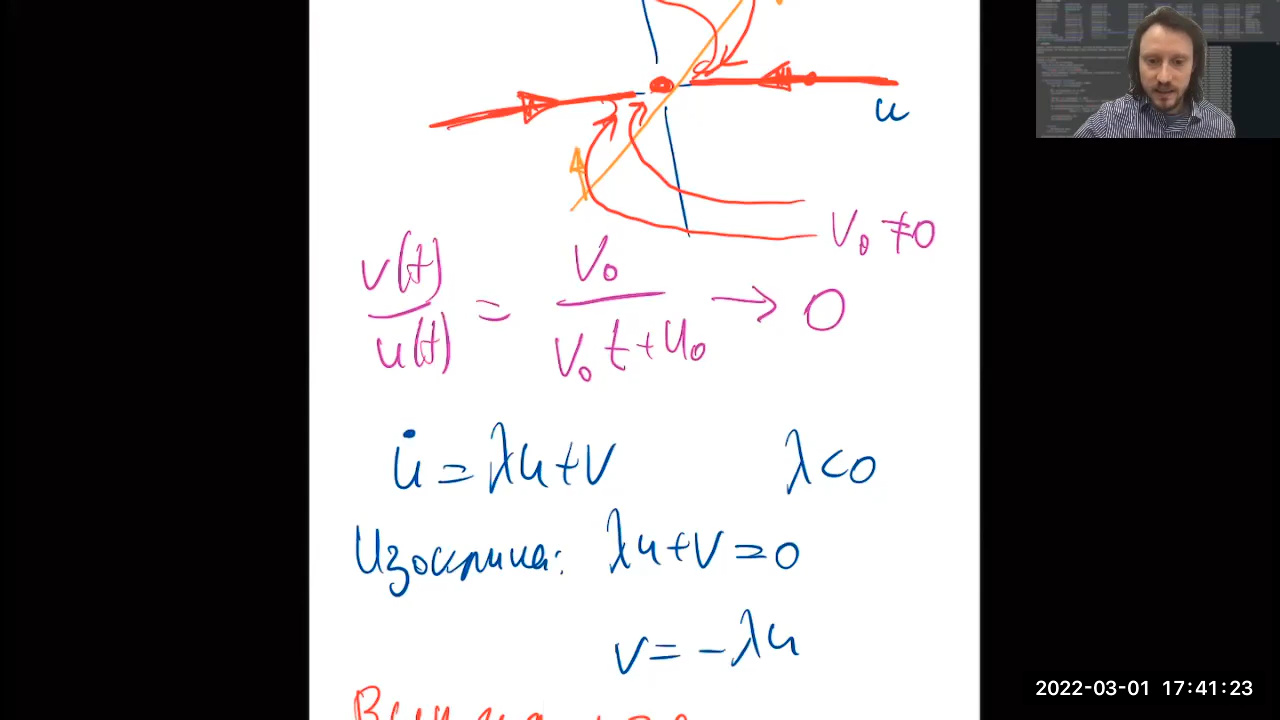 u
V₀ ≠ 0
v(t)/u(t) = V₀/(V₀t + u₀) → 0
u̇ = λu + v λ < 0
Изоклина: λu + v = 0
v = −λu
2022-03-01 17:41:23